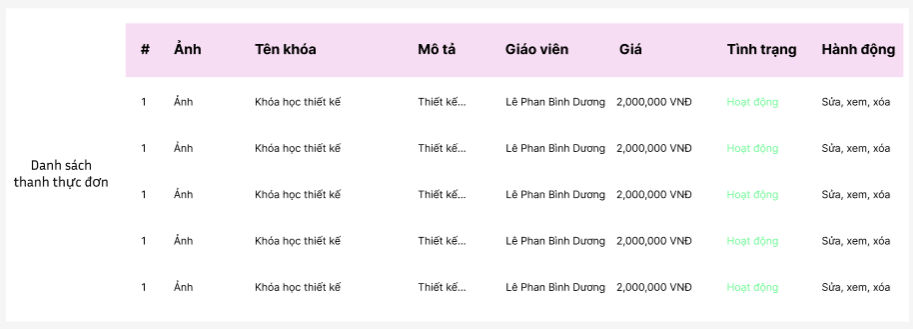 # Ảnh Tên khóa Mô tả Giáo viên Giá Tình trạng Hành động
1 Ảnh Khóa học thiết kế Thiết kế... Lê Phan Bình Dương 2,000,000 VNĐ Hoạt động Sửa, xem, xóa
1 Ảnh Khóa học thiết kế Thiết kế... Lê Phan Bình Dương 2,000,000 VNĐ Hoạt động Sửa, xem, xóa
Danh sách
thanh thực đơn
1 Ảnh Khóa học thiết kế Thiết kế... Lê Phan Bình Dương 2,000,000 VNĐ Hoạt động Sửa, xem, xóa
1 Ảnh Khóa học thiết kế Thiết kế... Lê Phan Bình Dương 2,000,000 VNĐ Hoạt động Sửa, xem, xóa
1 Ảnh Khóa học thiết kế Thiết kế... Lê Phan Bình Dương 2,000,000 VNĐ Hoạt động Sửa, xem, xóa